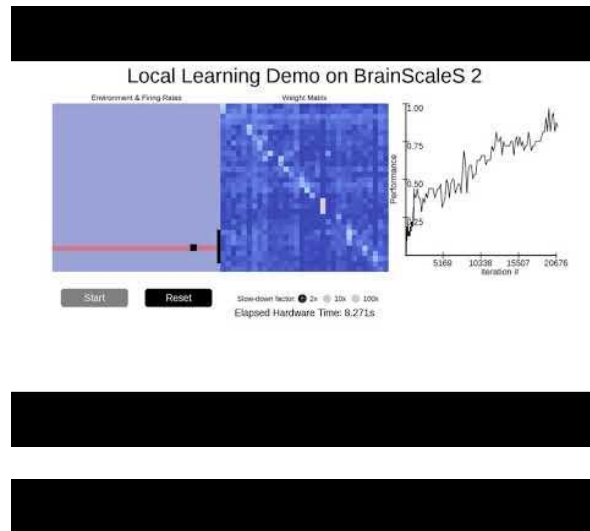 Local Learning Demo on BrainScaleS 2
Environment & Firing Rates
Weight Matrix
1.00
0.75
0.50
0.25
Performance
5169 10338 15507 20676
Iteration #
Start
Reset
Slow-down factor: 2x 10x 100x
Elapsed Hardware Time: 8.271s